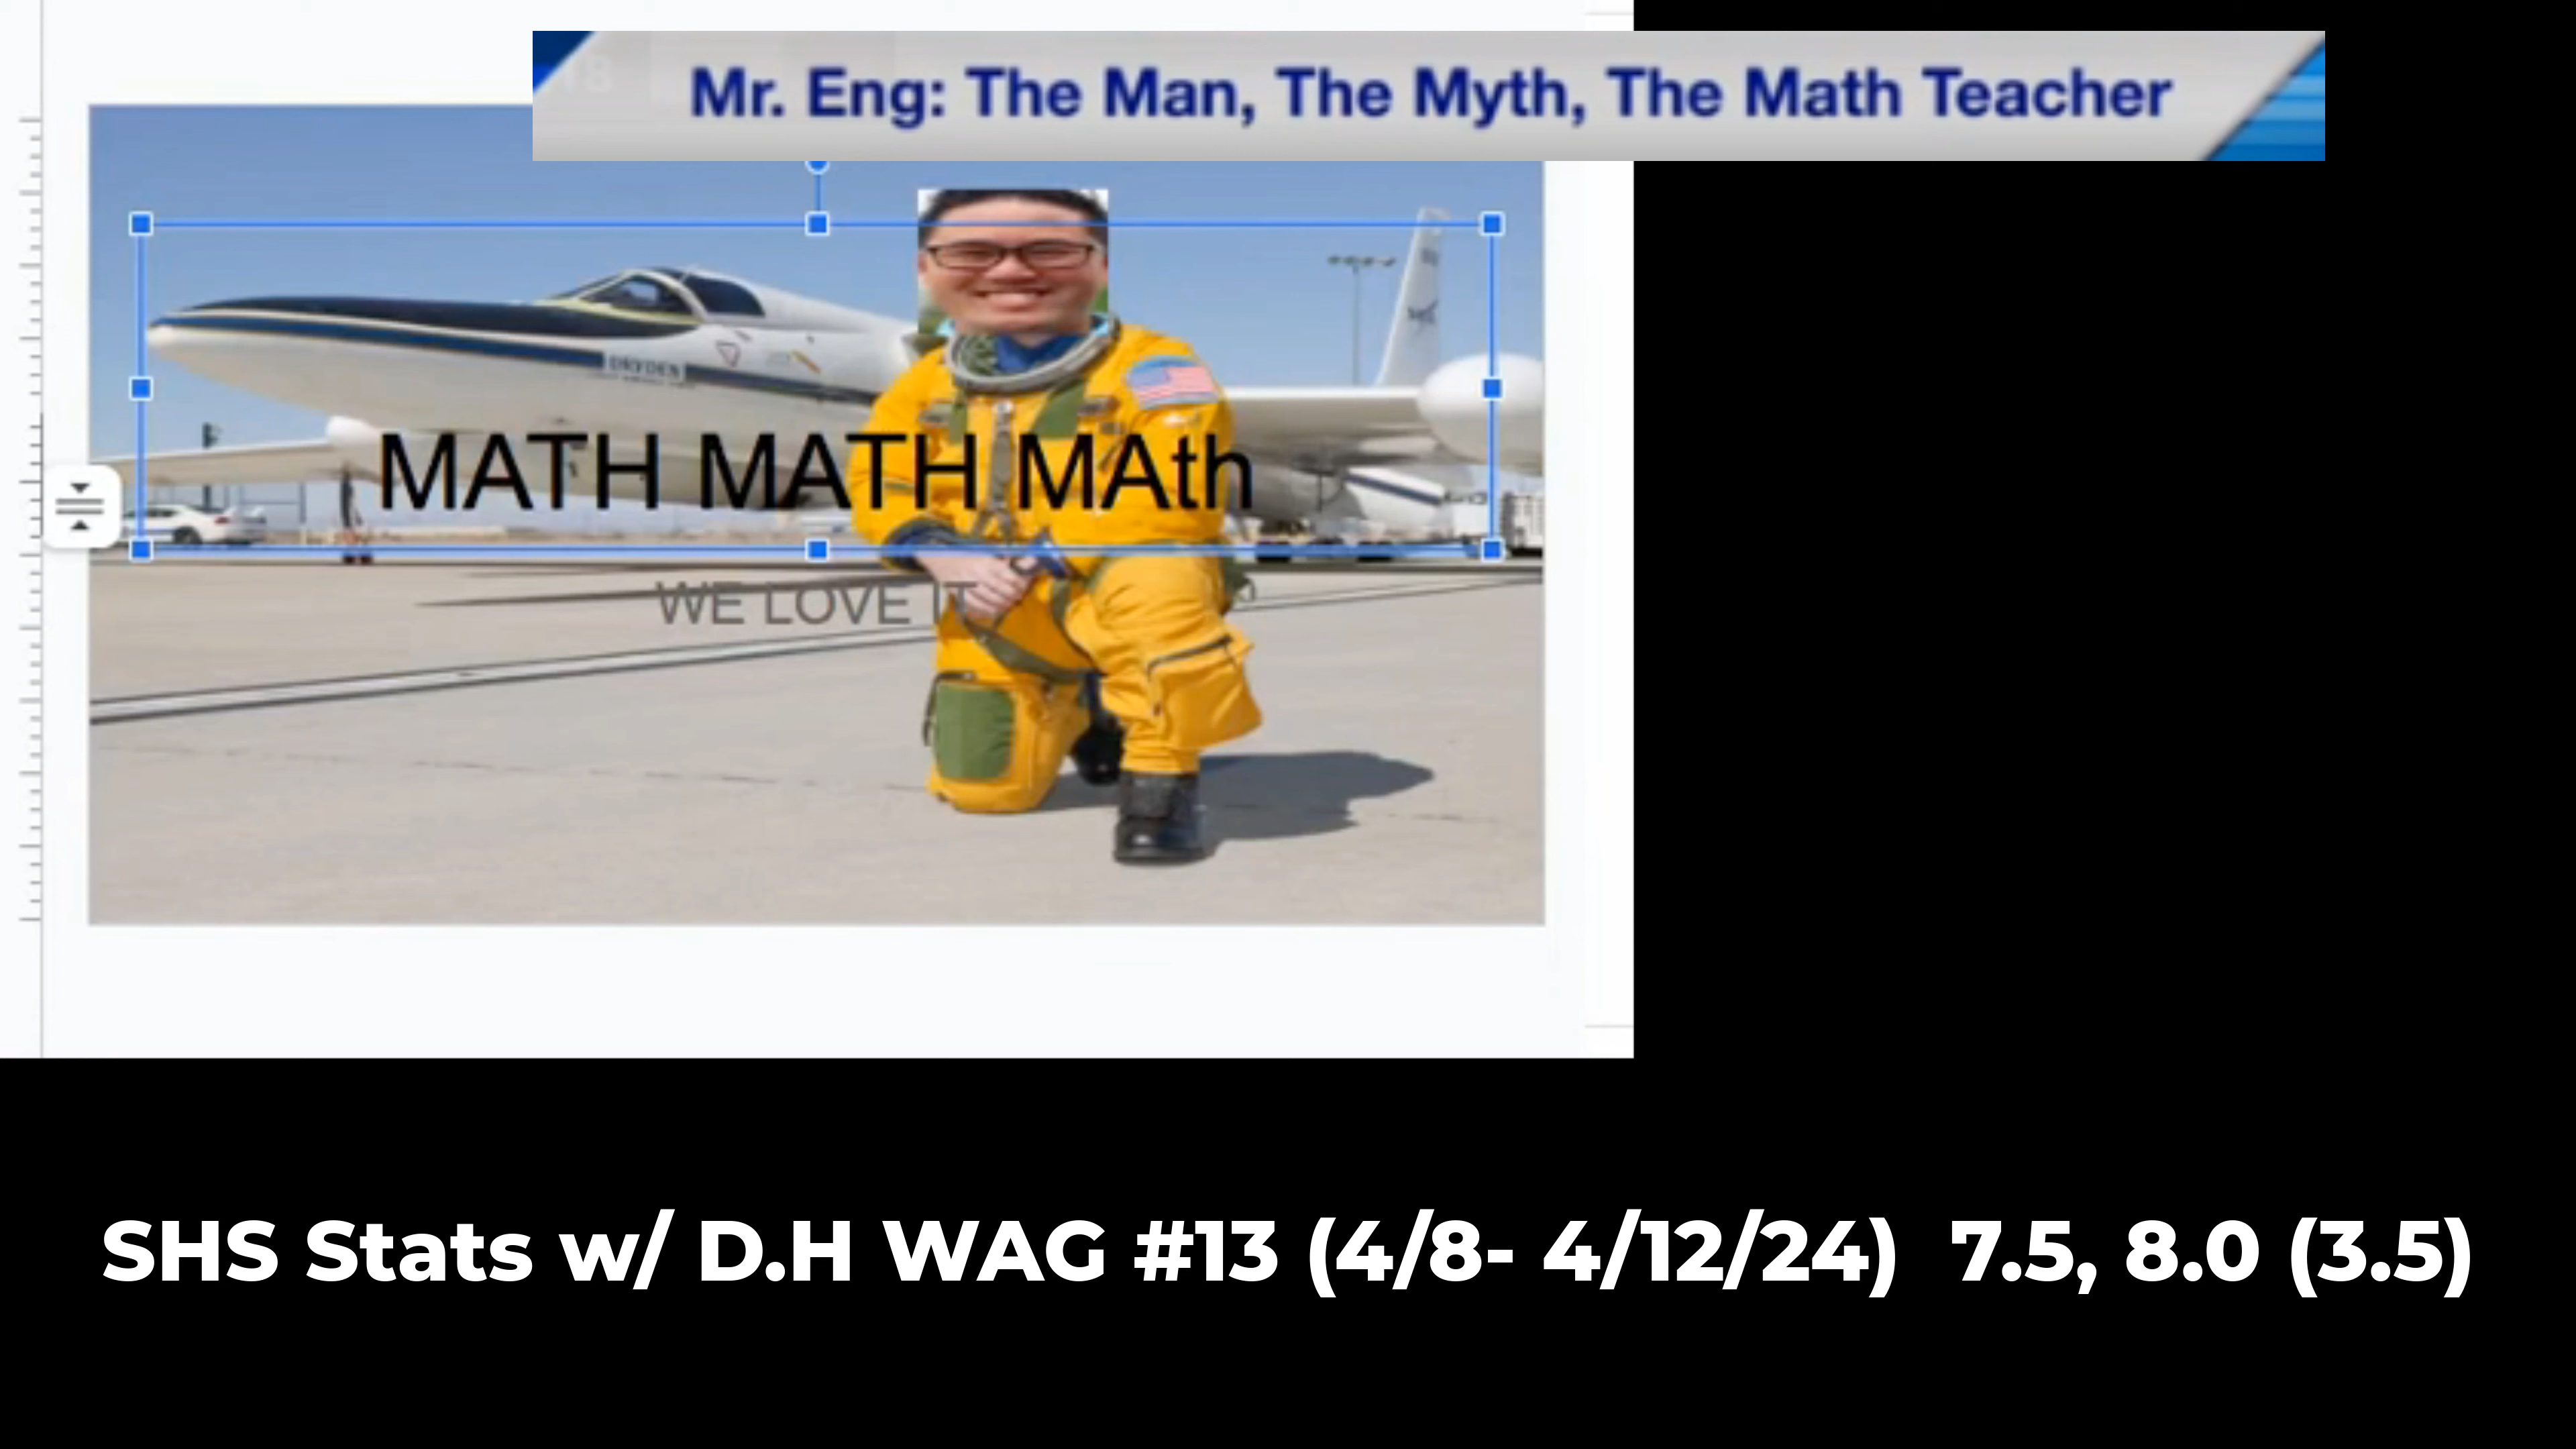 Mr. Eng: The Man, The Myth, The Math Teacher
DRYDEN
MATH MATH MAth
WE LOVE IT
SHS Stats w/ D.H WAG #13 (4/8- 4/12/24) 7.5, 8.0 (3.5)